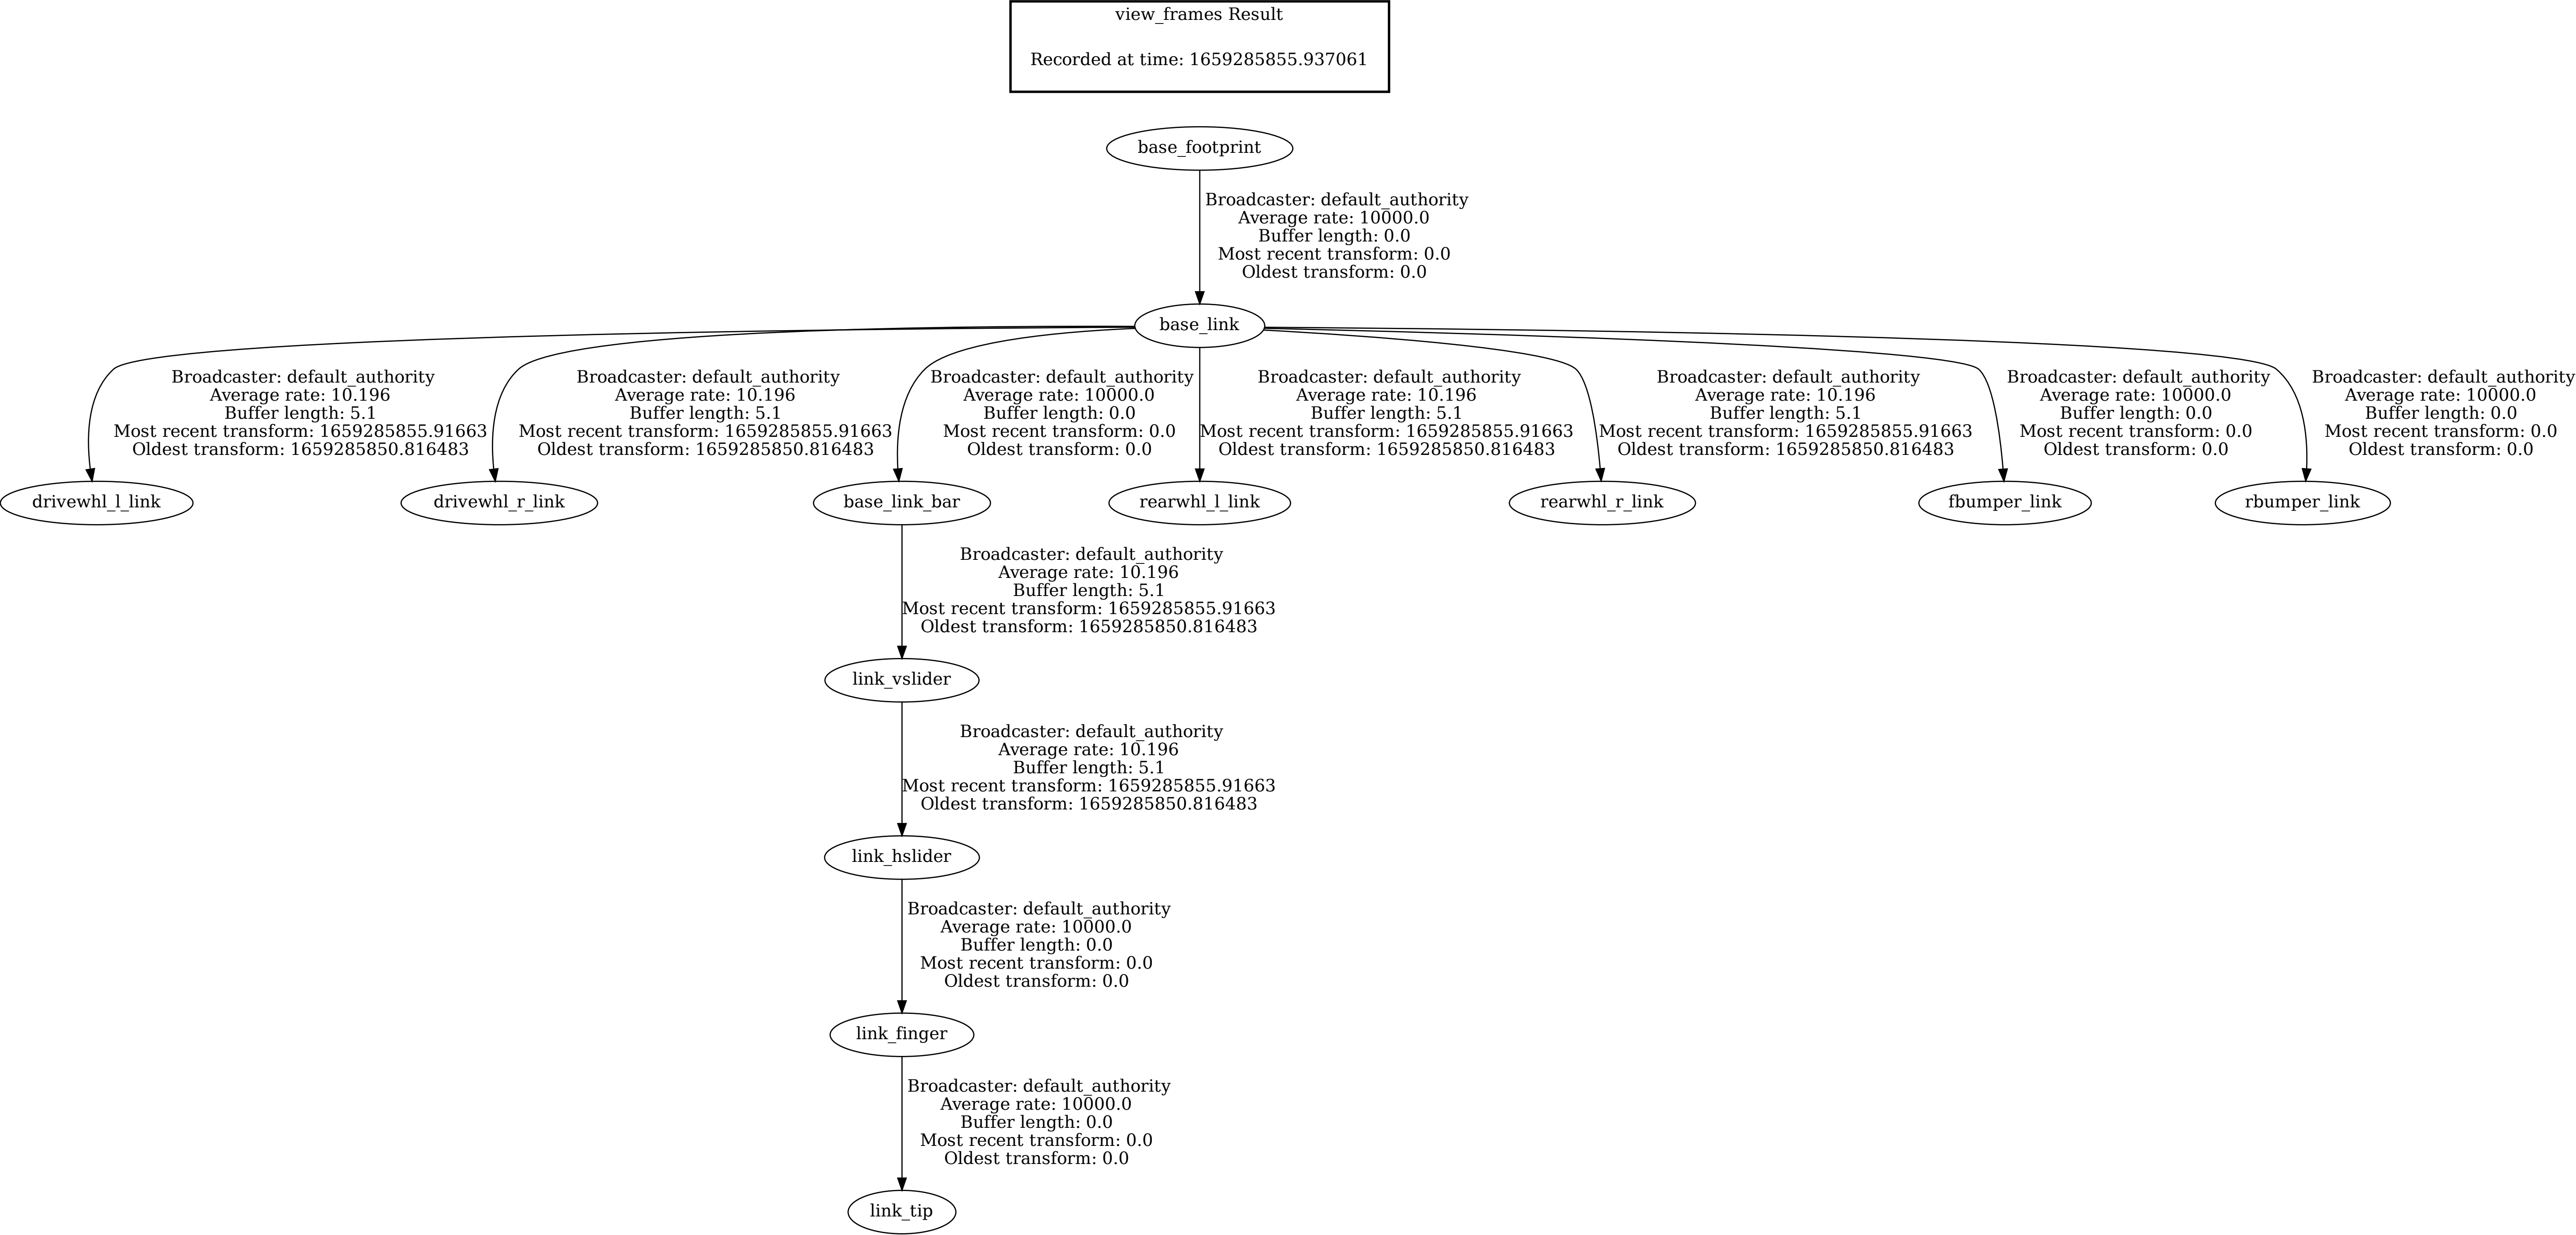 view_frames Result
Recorded at time: 1659285855.937061
base_footprint
Broadcaster: default_authority
Average rate: 10000.0
Buffer length: 0.0
Most recent transform: 0.0
Oldest transform: 0.0
base_link
Broadcaster: default_authority
Average rate: 10.196
Buffer length: 5.1
Most recent transform: 1659285855.91663
Oldest transform: 1659285850.816483
Broadcaster: default_authority
Average rate: 10.196
Buffer length: 5.1
Most recent transform: 1659285855.91663
Oldest transform: 1659285850.816483
Broadcaster: default_authority
Average rate: 10000.0
Buffer length: 0.0
Most recent transform: 0.0
Oldest transform: 0.0
Broadcaster: default_authority
Average rate: 10.196
Buffer length: 5.1
Most recent transform: 1659285855.91663
Oldest transform: 1659285850.816483
Broadcaster: default_authority
Average rate: 10.196
Buffer length: 5.1
Most recent transform: 1659285855.91663
Oldest transform: 1659285850.816483
Broadcaster: default_authority
Average rate: 10000.0
Buffer length: 0.0
Most recent transform: 0.0
Oldest transform: 0.0
Broadcaster: default_authority
Average rate: 10000.0
Buffer length: 0.0
Most recent transform: 0.0
Oldest transform: 0.0
drivewhl_l_link
drivewhl_r_link
base_link_bar
rearwhl_l_link
rearwhl_r_link
fbumper_link
rbumper_link
Broadcaster: default_authority
Average rate: 10.196
Buffer length: 5.1
Most recent transform: 1659285855.91663
Oldest transform: 1659285850.816483
link_vslider
Broadcaster: default_authority
Average rate: 10.196
Buffer length: 5.1
Most recent transform: 1659285855.91663
Oldest transform: 1659285850.816483
link_hslider
Broadcaster: default_authority
Average rate: 10000.0
Buffer length: 0.0
Most recent transform: 0.0
Oldest transform: 0.0
link_finger
Broadcaster: default_authority
Average rate: 10000.0
Buffer length: 0.0
Most recent transform: 0.0
Oldest transform: 0.0
link_tip